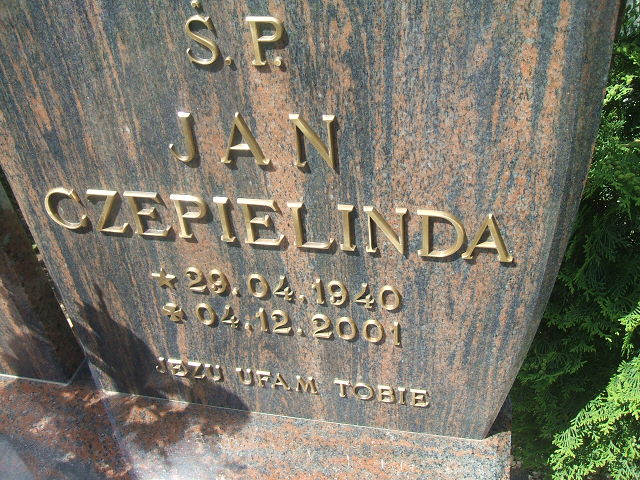 Ś.P.
JAN
CZEPIELINDA
★ 29.04.1940
✽ 04.12.2001
JEZU UFAM TOBIE